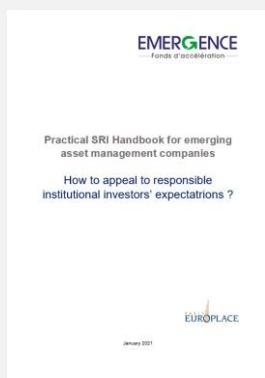 EMERGENCE
Fonds d'accélération
Practical SRI Handbook for emerging
asset management companies
How to appeal to responsible
institutional investors' expectatrions ?
EUROPLACE
January 2021